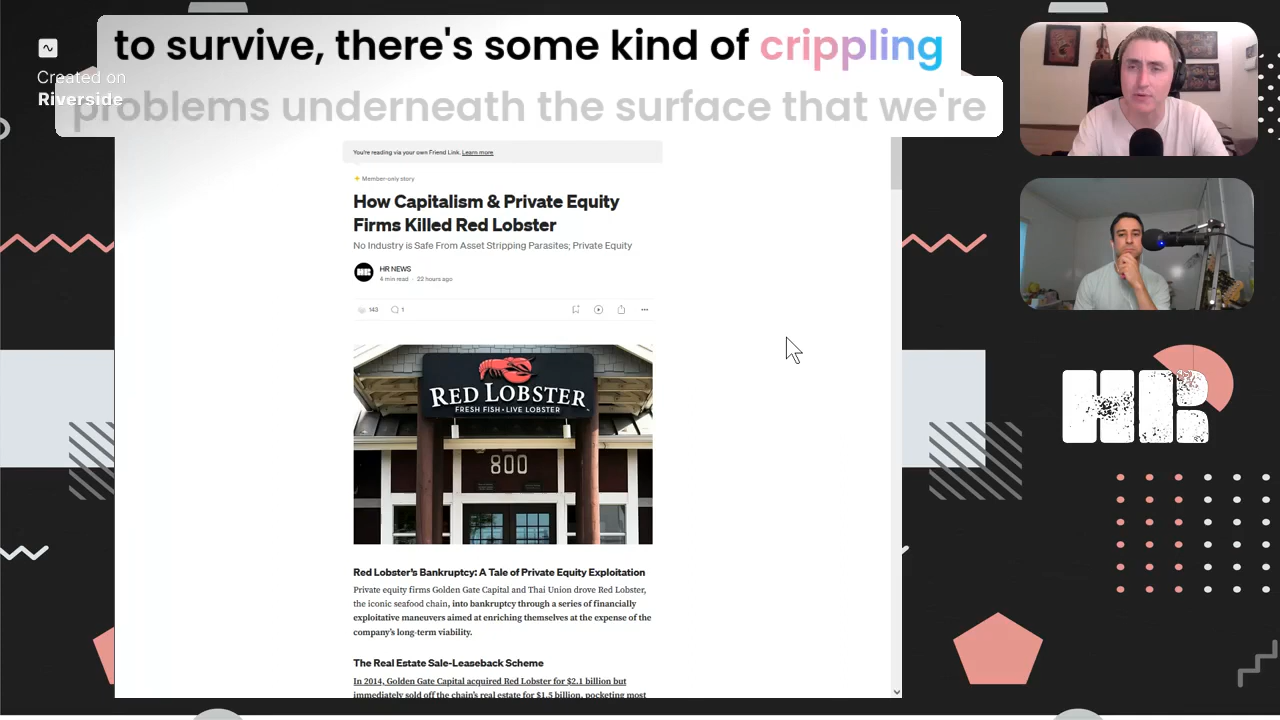 to survive, there's some kind of crippling
problems underneath the surface that we're
Created on
Riverside
You're reading via your own Friend Link. Learn more
Member-only story
How Capitalism & Private Equity
Firms Killed Red Lobster
No Industry is Safe From Asset Stripping Parasites; Private Equity
HR
HR NEWS
4 min read · 22 hours ago
143
1
RED LOBSTER
FRESH FISH • LIVE LOBSTER
800
Red Lobster's Bankruptcy: A Tale of Private Equity Exploitation
Private equity firms Golden Gate Capital and Thai Union drove Red Lobster,
the iconic seafood chain, into bankruptcy through a series of financially
exploitative maneuvers aimed at enriching themselves at the expense of the
company's long-term viability.
The Real Estate Sale-Leaseback Scheme
In 2014, Golden Gate Capital acquired Red Lobster for $2.1 billion but
immediately sold off the chain's real estate for $1.5 billion, pocketing most
HR